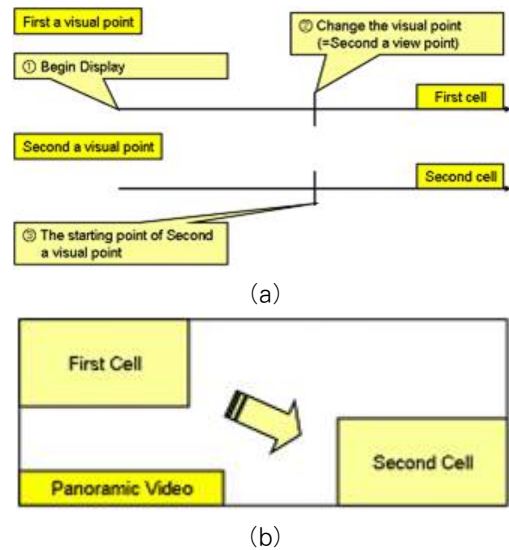 First a visual point
② Change the visual point
(=Second a view point)
① Begin Display
First cell
Second a visual point
Second cell
③ The starting point of Second
a visual point
(a)
First Cell
Second Cell
Panoramic Video
(b)